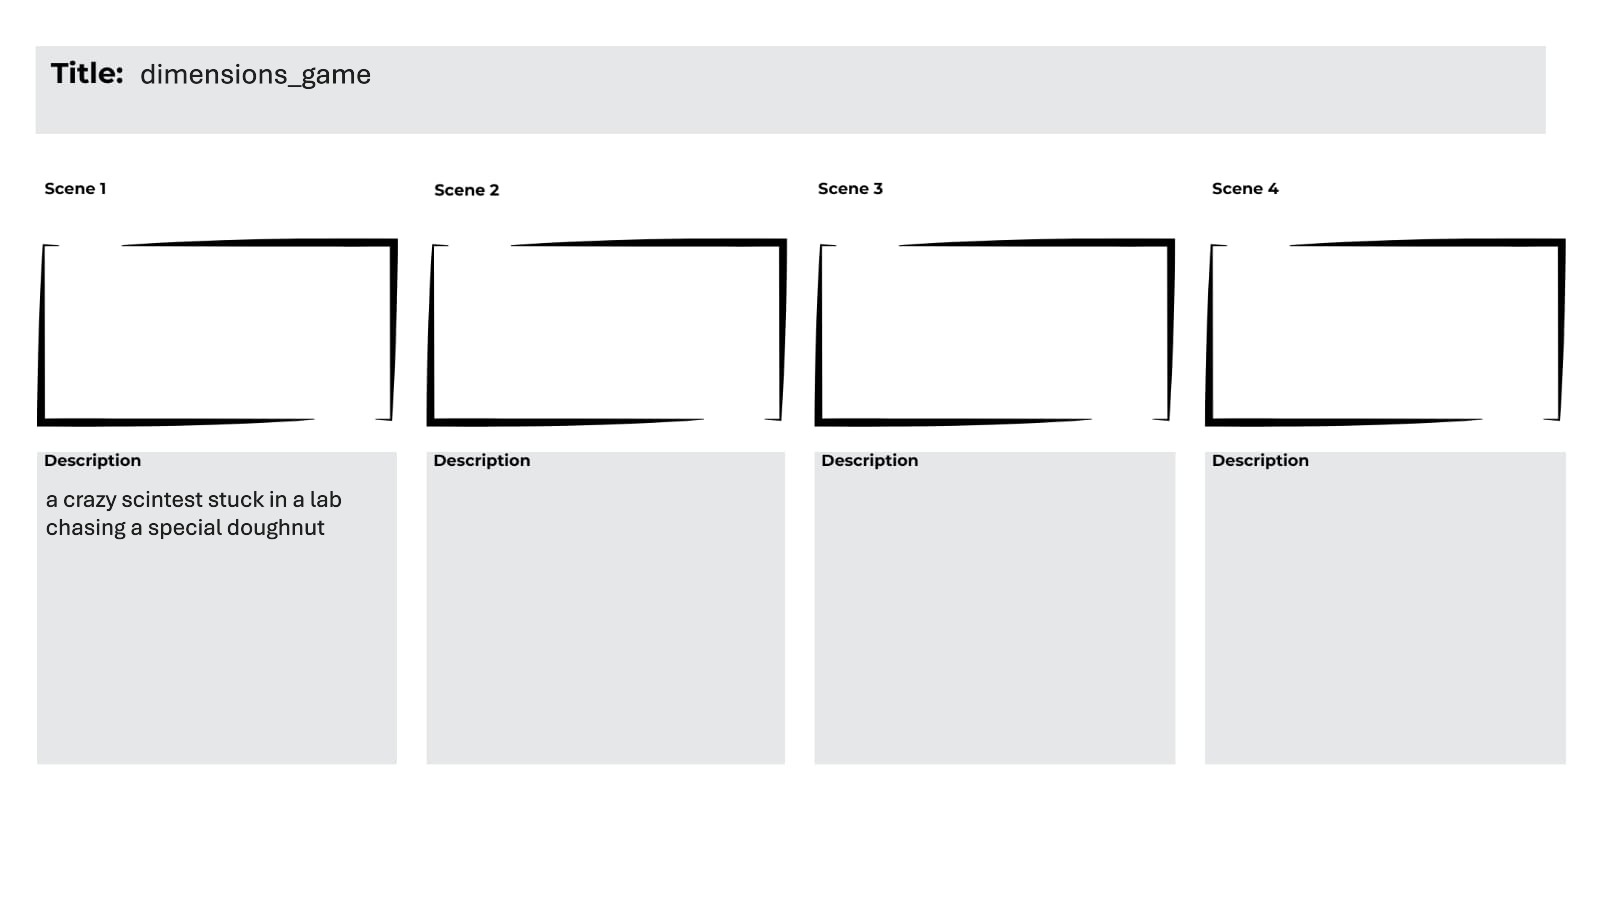 Title: dimensions_game
Scene 1
Scene 2
Scene 3
Scene 4
Description
a crazy scintest stuck in a lab
chasing a special doughnut
Description
Description
Description